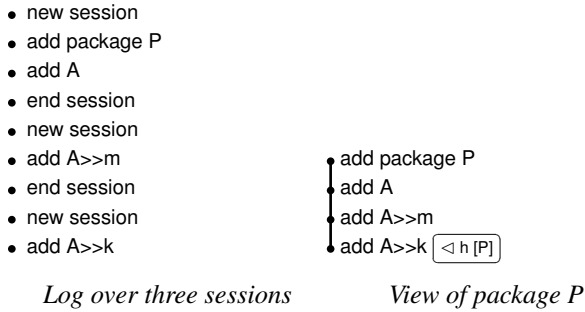 new session
add package P
add A
end session
new session
add A>>m
end session
new session
add A>>k
Log over three sessions
add package P
add A
add A>>m
add A>>k ◁ h [P]
View of package P